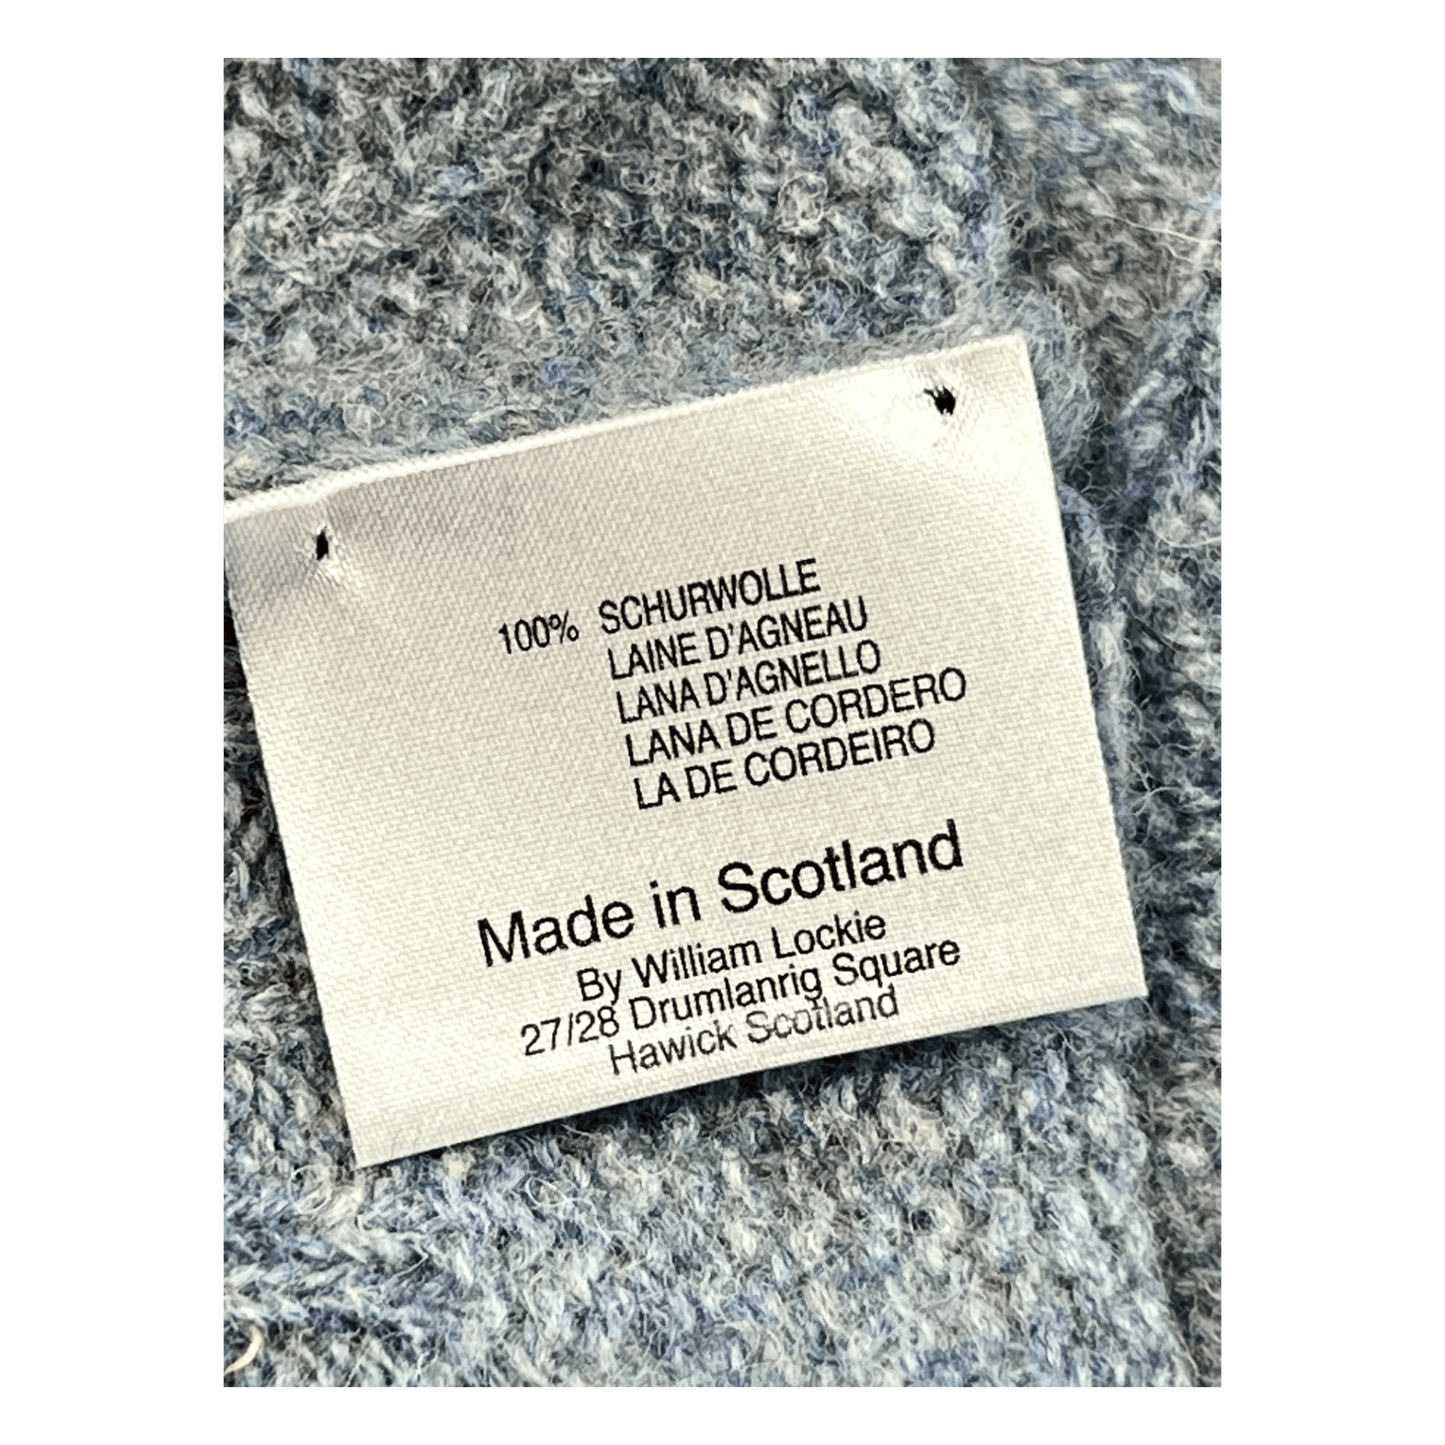 100% SCHURWOLLE
LAINE D'AGNEAU
LANA D'AGNELLO
LANA DE CORDERO
LA DE CORDEIRO
Made in Scotland
By William Lockie
27/28 Drumlanrig Square
Hawick Scotland